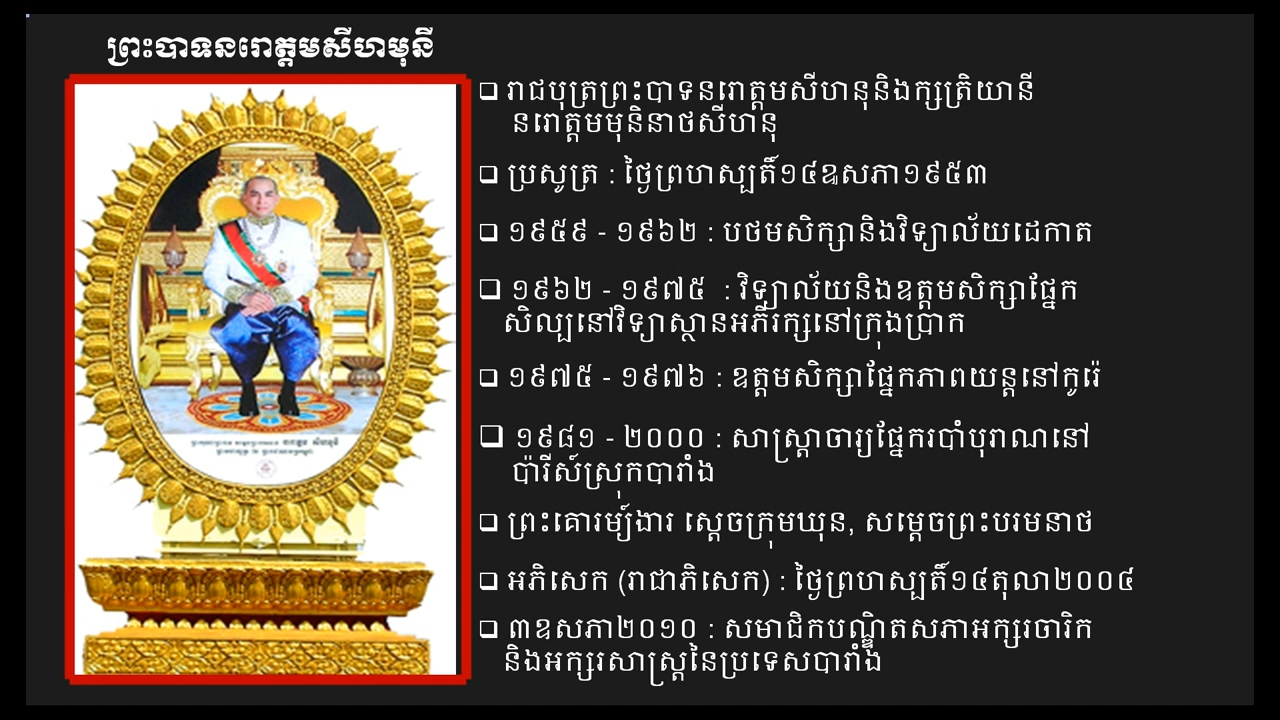 ព្រះបាទនរោត្តមសីហមុនី
រាជបុត្រព្រះបាទនរោត្តមសីហនុនិងក្សត្រិយានី
នរោត្តមមុនិនាថសីហនុ
ប្រសូត្រ : ថ្ងៃព្រហស្បតិ៍១៤ឩសភា១៩៥៣
១៩៥៩ - ១៩៦២ : បថមសិក្សានិងវិទ្យាល័យដេកាត
១៩៦២ - ១៩៧៥ : វិទ្យាល័យនិងឧត្តមសិក្សាផ្នែក
សិល្បនៅវិទ្យាស្ថានអភិរក្សនៅក្រុងប្រាក
១៩៧៥ - ១៩៧៦ : ឧត្តមសិក្សាផ្នែកភាពយន្តនៅកូរ៉េ
១៩៨១ - ២០០០ : សាស្ត្រាចារ្យផ្នែករបាំបុរាណនៅ
ប៉ារីស៍ស្រុកបារាំង
ព្រះគោរម្យ៍ងារ ស្តេចក្រុមឃុន, សម្តេចព្រះបរមនាថ
អភិសេក (រាជាភិសេក) : ថ្ងៃព្រហស្បតិ៍១៤តុលា២០០៤
៣ឧសភា២០១០ : សមាជិកបណ្ឌិតសភាអក្សរចារិក
និងអក្សរសាស្ត្រនៃប្រទេសបារាំង